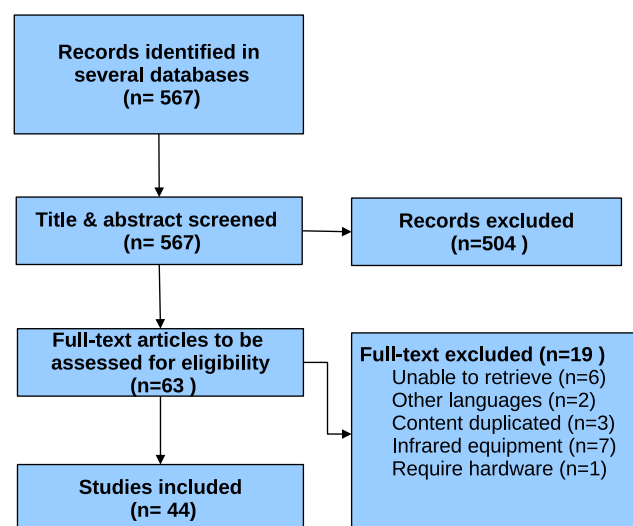 Records identified in
several databases
(n= 567)
Title & abstract screened
(n= 567)
Records excluded
(n=504 )
Full-text articles to be
assessed for eligibility
(n=63 )
Full-text excluded (n=19 )
Unable to retrieve (n=6)
Other languages (n=2)
Content duplicated (n=3)
Infrared equipment (n=7)
Require hardware (n=1)
Studies included
(n= 44)